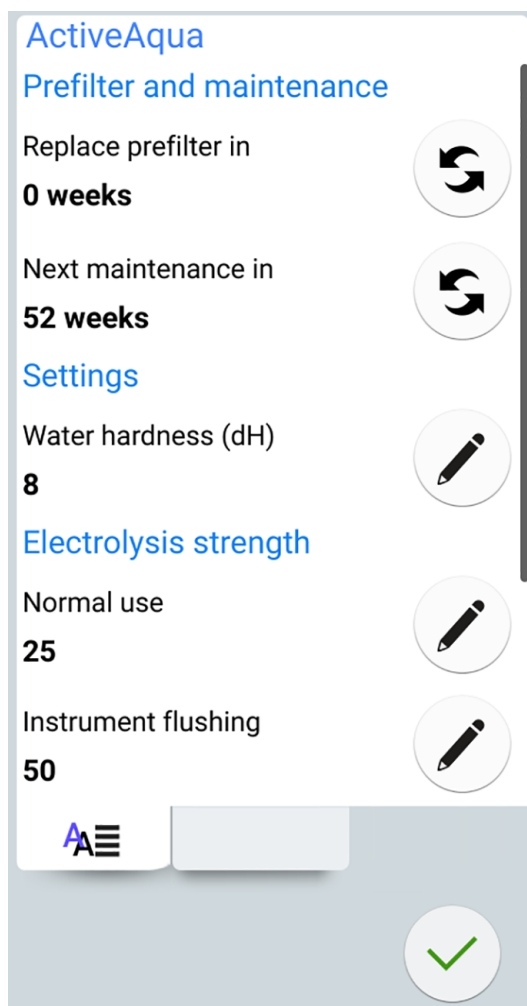 ActiveAqua
Prefilter and maintenance
Replace prefilter in
0 weeks
Next maintenance in
52 weeks
Settings
Water hardness (dH)
8
Electrolysis strength
Normal use
25
Instrument flushing
50
AA